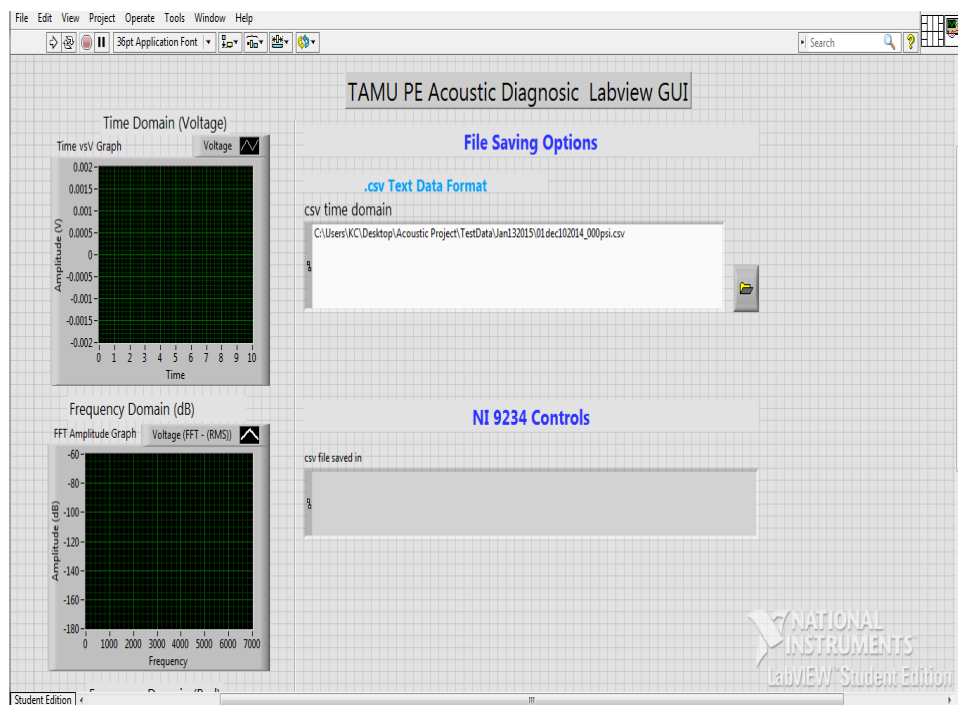 File Edit View Project Operate Tools Window Help
36pt Application Font
Search
?
TAMU PE Acoustic Diagnosic Labview GUI
Time Domain (Voltage)
Time vsV Graph Voltage
0.002
0.0015
0.001
0.0005
0
-0.0005
-0.001
-0.0015
-0.002
Amplitude (V)
0 1 2 3 4 5 6 7 8 9 10
Time
File Saving Options
.csv Text Data Format
csv time domain
C:\Users\KC\Desktop\Acoustic Project\TestData\Jan132015\01dec102014_000psi.csv
Frequency Domain (dB)
FFT Amplitude Graph Voltage (FFT - (RMS))
-60
-80
-100
-120
-140
-160
-180
Amplitude (dB)
0 1000 2000 3000 4000 5000 6000 7000
Frequency
NI 9234 Controls
csv file saved in
NATIONAL
INSTRUMENTS
LabVIEW™ Student Edition
Student Edition